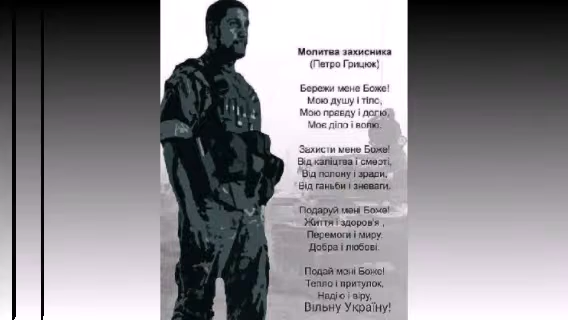 Молитва захисника
(Петро Грицюк)
Бережи мене Боже!
Мою душу і тіло,
Мою правду і долю,
Моє діло і волю.
Захисти мене Боже!
Від каліцтва і смерті,
Від полону і зради,
Від ганьби і зневаги.
Подаруй мені Боже!
Життя і здоров'я ,
Перемоги і миру,
Добра і любові.
Подай мені Боже!
Тепло і притулок,
Надію і віру,
Вільну Україну!